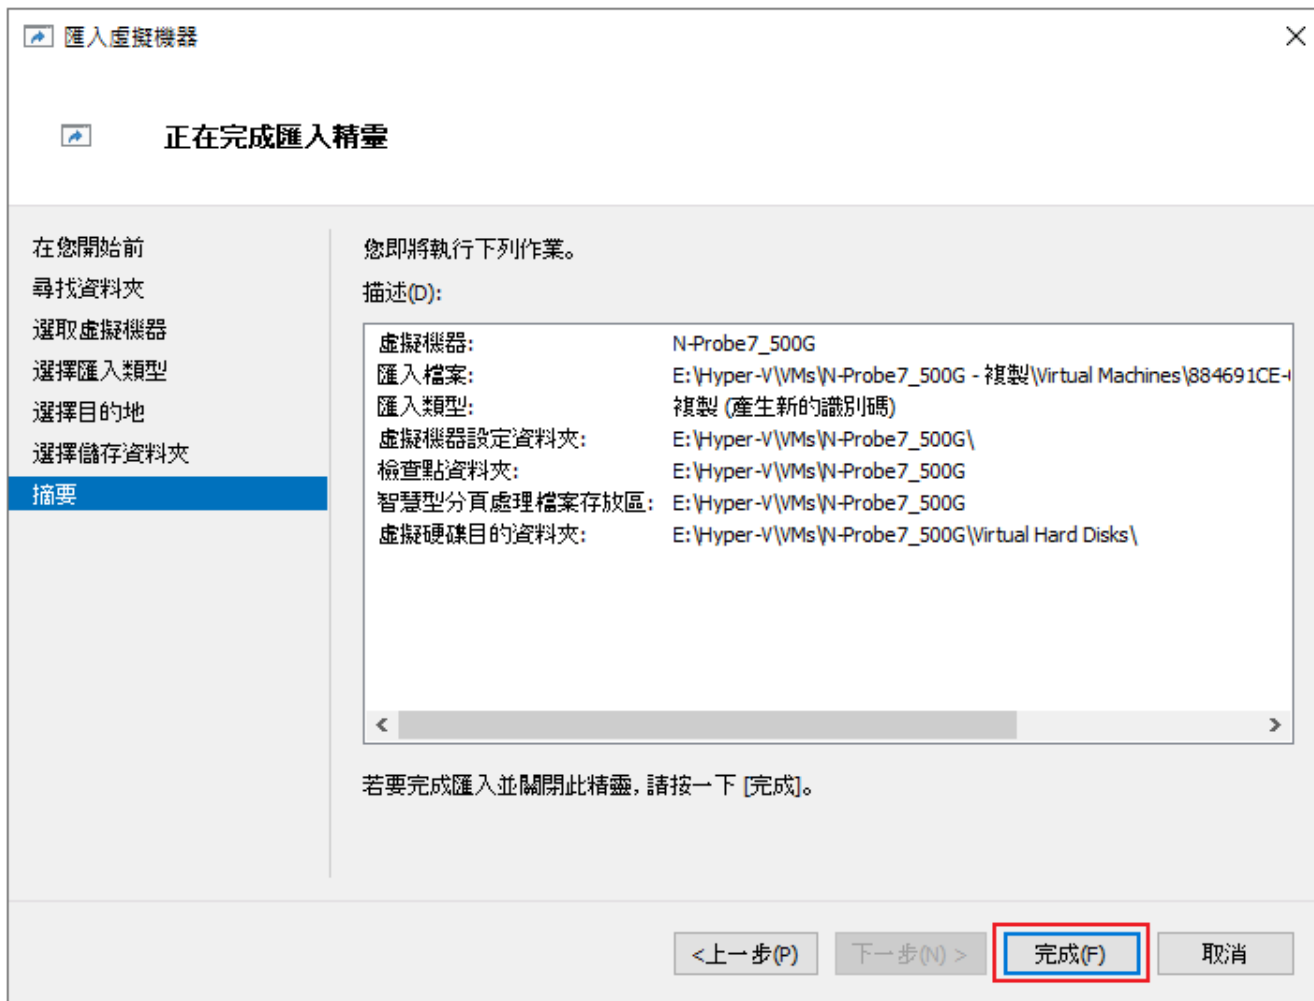 匯入虛擬機器
正在完成匯入精靈
在您開始前
尋找資料夾
選取虛擬機器
選擇匯入類型
選擇目的地
選擇儲存資料夾
摘要
您即將執行下列作業。
描述(D):
虛擬機器: N-Probe7_500G
匯入檔案: E:\Hyper-V\VMs\N-Probe7_500G - 複製\Virtual Machines\884691CE-
匯入類型: 複製 (產生新的識別碼)
虛擬機器設定資料夾: E:\Hyper-V\VMs\N-Probe7_500G\
檢查點資料夾: E:\Hyper-V\VMs\N-Probe7_500G
智慧型分頁處理檔案存放區: E:\Hyper-V\VMs\N-Probe7_500G
虛擬硬碟目的資料夾: E:\Hyper-V\VMs\N-Probe7_500G\Virtual Hard Disks\
若要完成匯入並關閉此精靈, 請按一下 [完成]。
<上一步(P) 下一步(N) > 完成(F) 取消